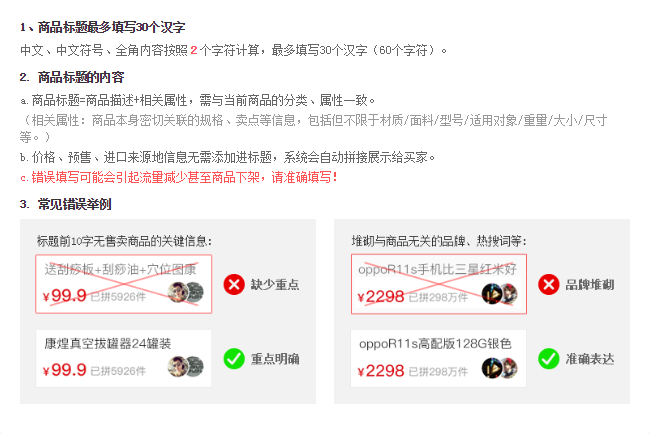 1、商品标题最多填写30个汉字
中文、中文符号、全角内容按照 2 个字符计算，最多填写30个汉字（60个字符）。
2. 商品标题的内容
a. 商品标题=商品描述+相关属性，需与当前商品的分类、属性一致。
（相关属性：商品本身密切关联的规格、卖点等信息，包括但不限于材质/面料/型号/适用对象/重量/大小/尺寸
等。）
b. 价格、预售、进口来源地信息无需添加进标题，系统会自动拼接展示给买家。
c. 错误填写可能会引起流量减少甚至商品下架，请准确填写！
3. 常见错误举例
标题前10字无售卖商品的关键信息：
送刮痧板+刮痧油+穴位图康
¥99.9 已拼5926件
缺少重点
康煌真空拔罐器24罐装
¥99.9 已拼5926件
重点明确
堆砌与商品无关的品牌、热搜词等：
oppoR11s手机比三星红米好
¥2298 已拼298万件
品牌堆砌
oppoR11s高配版128G银色
¥2298 已拼298万件
准确表达